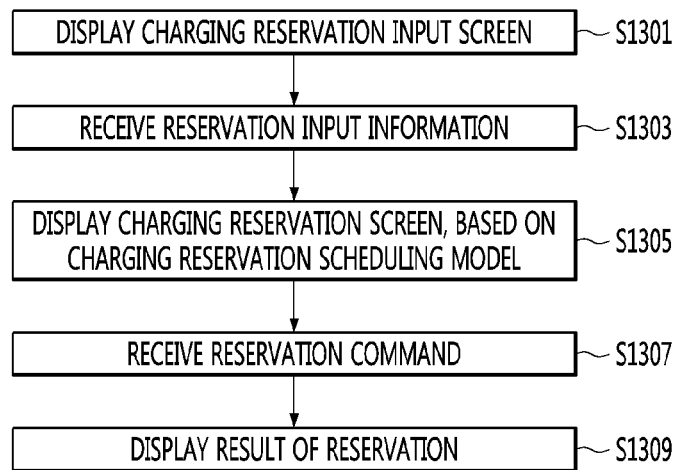 DISPLAY CHARGING RESERVATION INPUT SCREEN S1301
RECEIVE RESERVATION INPUT INFORMATION S1303
DISPLAY CHARGING RESERVATION SCREEN, BASED ON
CHARGING RESERVATION SCHEDULING MODEL S1305
RECEIVE RESERVATION COMMAND S1307
DISPLAY RESULT OF RESERVATION S1309